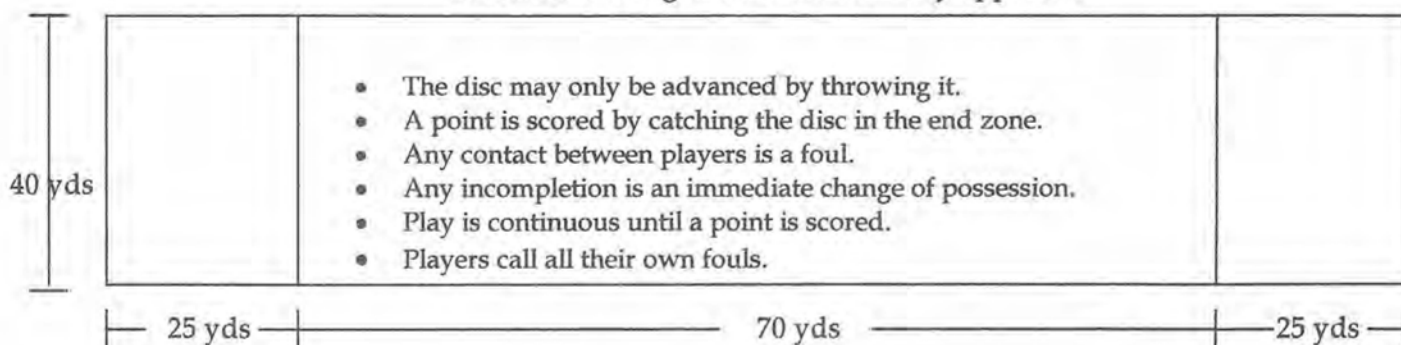 • The disc may only be advanced by throwing it.
• A point is scored by catching the disc in the end zone.
• Any contact between players is a foul.
• Any incompletion is an immediate change of possession.
• Play is continuous until a point is scored.
• Players call all their own fouls.
40 yds
25 yds 70 yds 25 yds